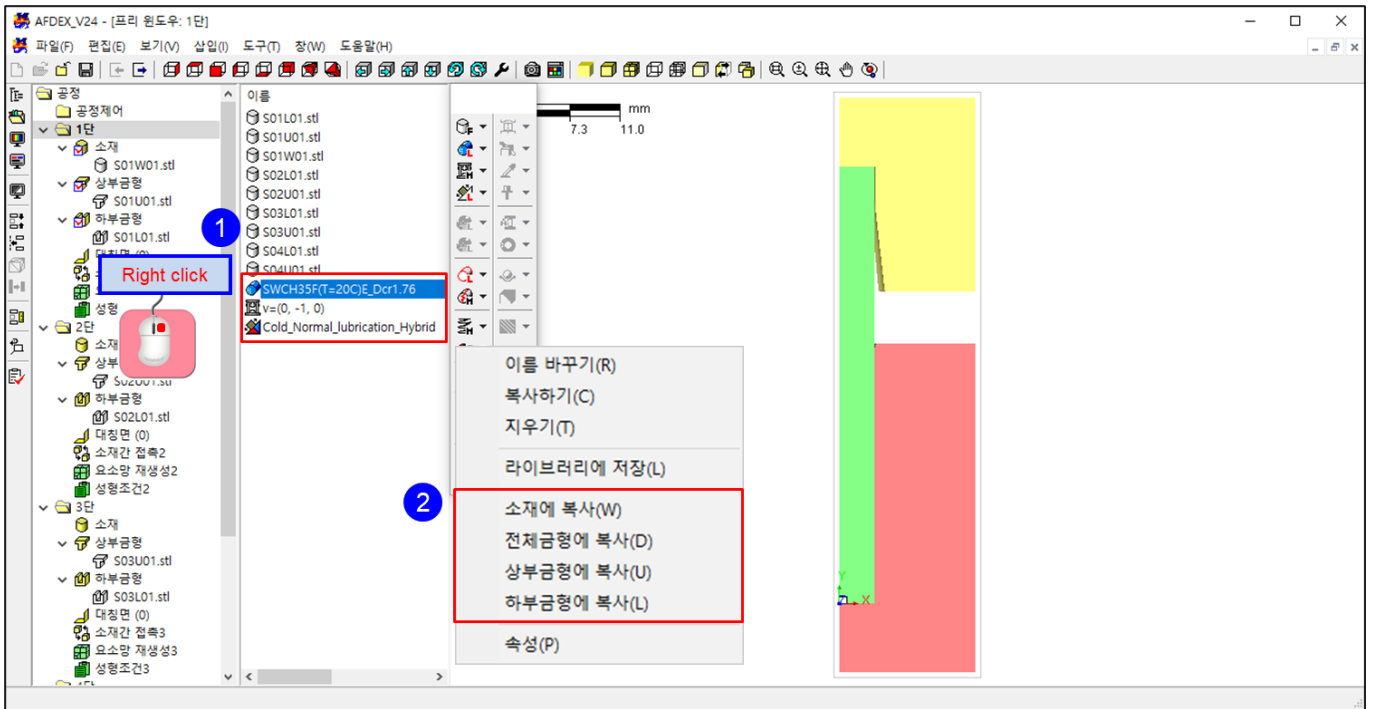 AFDEX_V24 - [프리 윈도우: 1단]
파일(F) 편집(E) 보기(V) 삽입(I) 도구(T) 창(W) 도움말(H)
공정
공정제어
1단
소재
S01W01.stl
상부금형
S01U01.stl
하부금형
S01L01.stl
성형
2단
소재
상부
하부금형
S02L01.stl
대칭면 (0)
소재간 접촉2
요소망 재생성2
성형조건2
3단
소재
상부금형
S03U01.stl
하부금형
S03L01.stl
대칭면 (0)
소재간 접촉3
요소망 재생성3
성형조건3
이름
S01L01.stl
S01U01.stl
S01W01.stl
S02L01.stl
S02U01.stl
S03L01.stl
S03U01.stl
S04L01.stl
S04U01.stl
SWCH35F(T=20C)E_Dcr1.76
v=(0, -1, 0)
Cold_Normal_lubrication_Hybrid
1
Right click
2
이름 바꾸기(R)
복사하기(C)
지우기(T)
라이브러리에 저장(L)
소재에 복사(W)
전체금형에 복사(D)
상부금형에 복사(U)
하부금형에 복사(L)
속성(P)
mm
7.3 11.0
Y
Z X